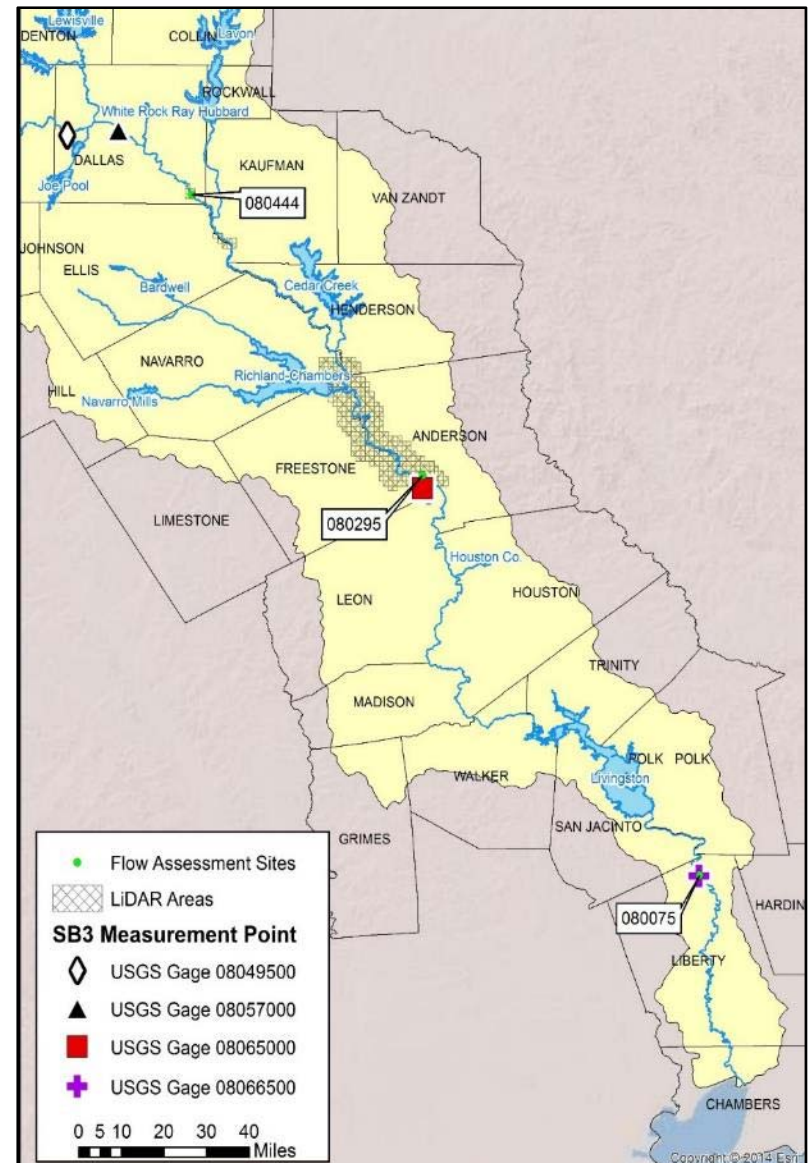 Lewisville
DENTON
COLLIN
Lavon
ROCKWALL
White Rock Ray Hubbard
DALLAS
KAUFMAN
Joe Pool
080444
VAN ZANDT
JOHNSON
ELLIS
Bardwell
Cedar Creek
HENDERSON
NAVARRO
Richland-Chambers
HILL
Navarro Mills
ANDERSON
FREESTONE
LIMESTONE
080295
Houston Co.
LEON
HOUSTON
TRINITY
MADISON
POLK POLK
WALKER
Livingston
SAN JACINTO
GRIMES
HARDIN
080075
LIBERTY
CHAMBERS
Flow Assessment Sites
LiDAR Areas
SB3 Measurement Point
USGS Gage 08049500
USGS Gage 08057000
USGS Gage 08065000
USGS Gage 08066500
0 5 10 20 30 40
Miles
Copyright © 2014 Esri